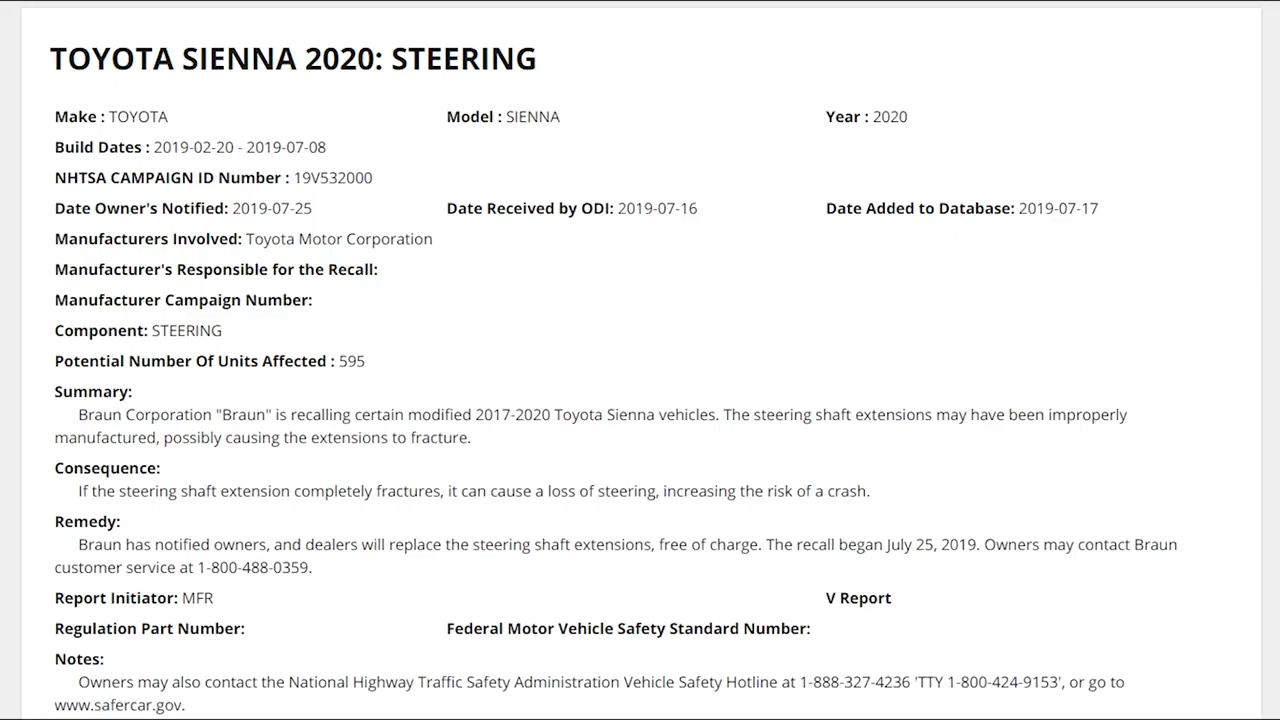 TOYOTA SIENNA 2020: STEERING
Make : TOYOTA Model : SIENNA Year : 2020
Build Dates : 2019-02-20 - 2019-07-08
NHTSA CAMPAIGN ID Number : 19V532000
Date Owner's Notified: 2019-07-25 Date Received by ODI: 2019-07-16 Date Added to Database: 2019-07-17
Manufacturers Involved: Toyota Motor Corporation
Manufacturer's Responsible for the Recall:
Manufacturer Campaign Number:
Component: STEERING
Potential Number Of Units Affected : 595
Summary:
Braun Corporation "Braun" is recalling certain modified 2017-2020 Toyota Sienna vehicles. The steering shaft extensions may have been improperly
manufactured, possibly causing the extensions to fracture.
Consequence:
If the steering shaft extension completely fractures, it can cause a loss of steering, increasing the risk of a crash.
Remedy:
Braun has notified owners, and dealers will replace the steering shaft extensions, free of charge. The recall began July 25, 2019. Owners may contact Braun
customer service at 1-800-488-0359.
Report Initiator: MFR V Report
Regulation Part Number: Federal Motor Vehicle Safety Standard Number:
Notes:
Owners may also contact the National Highway Traffic Safety Administration Vehicle Safety Hotline at 1-888-327-4236 'TTY 1-800-424-9153', or go to
www.safercar.gov.